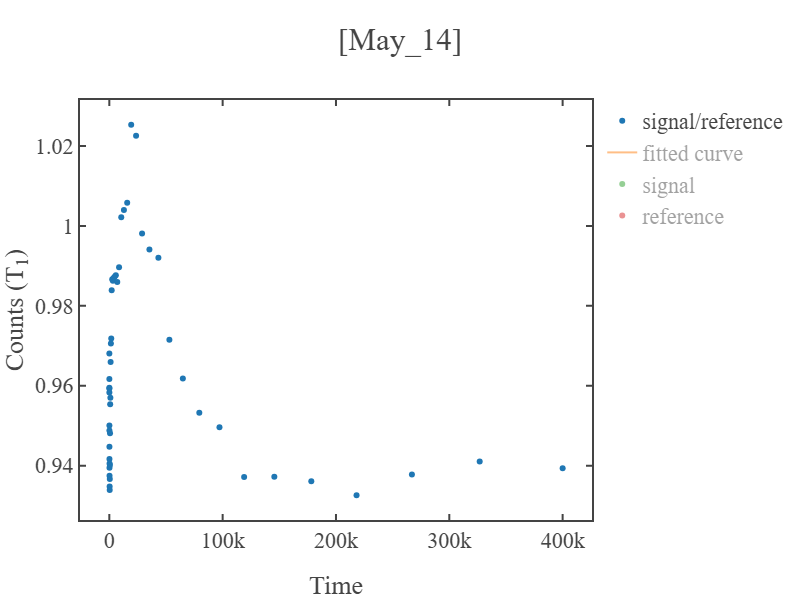 [May_14]
signal/reference
fitted curve
signal
reference
Counts (T1)
1.02
1
0.98
0.96
0.94
0
100k
200k
300k
400k
Time